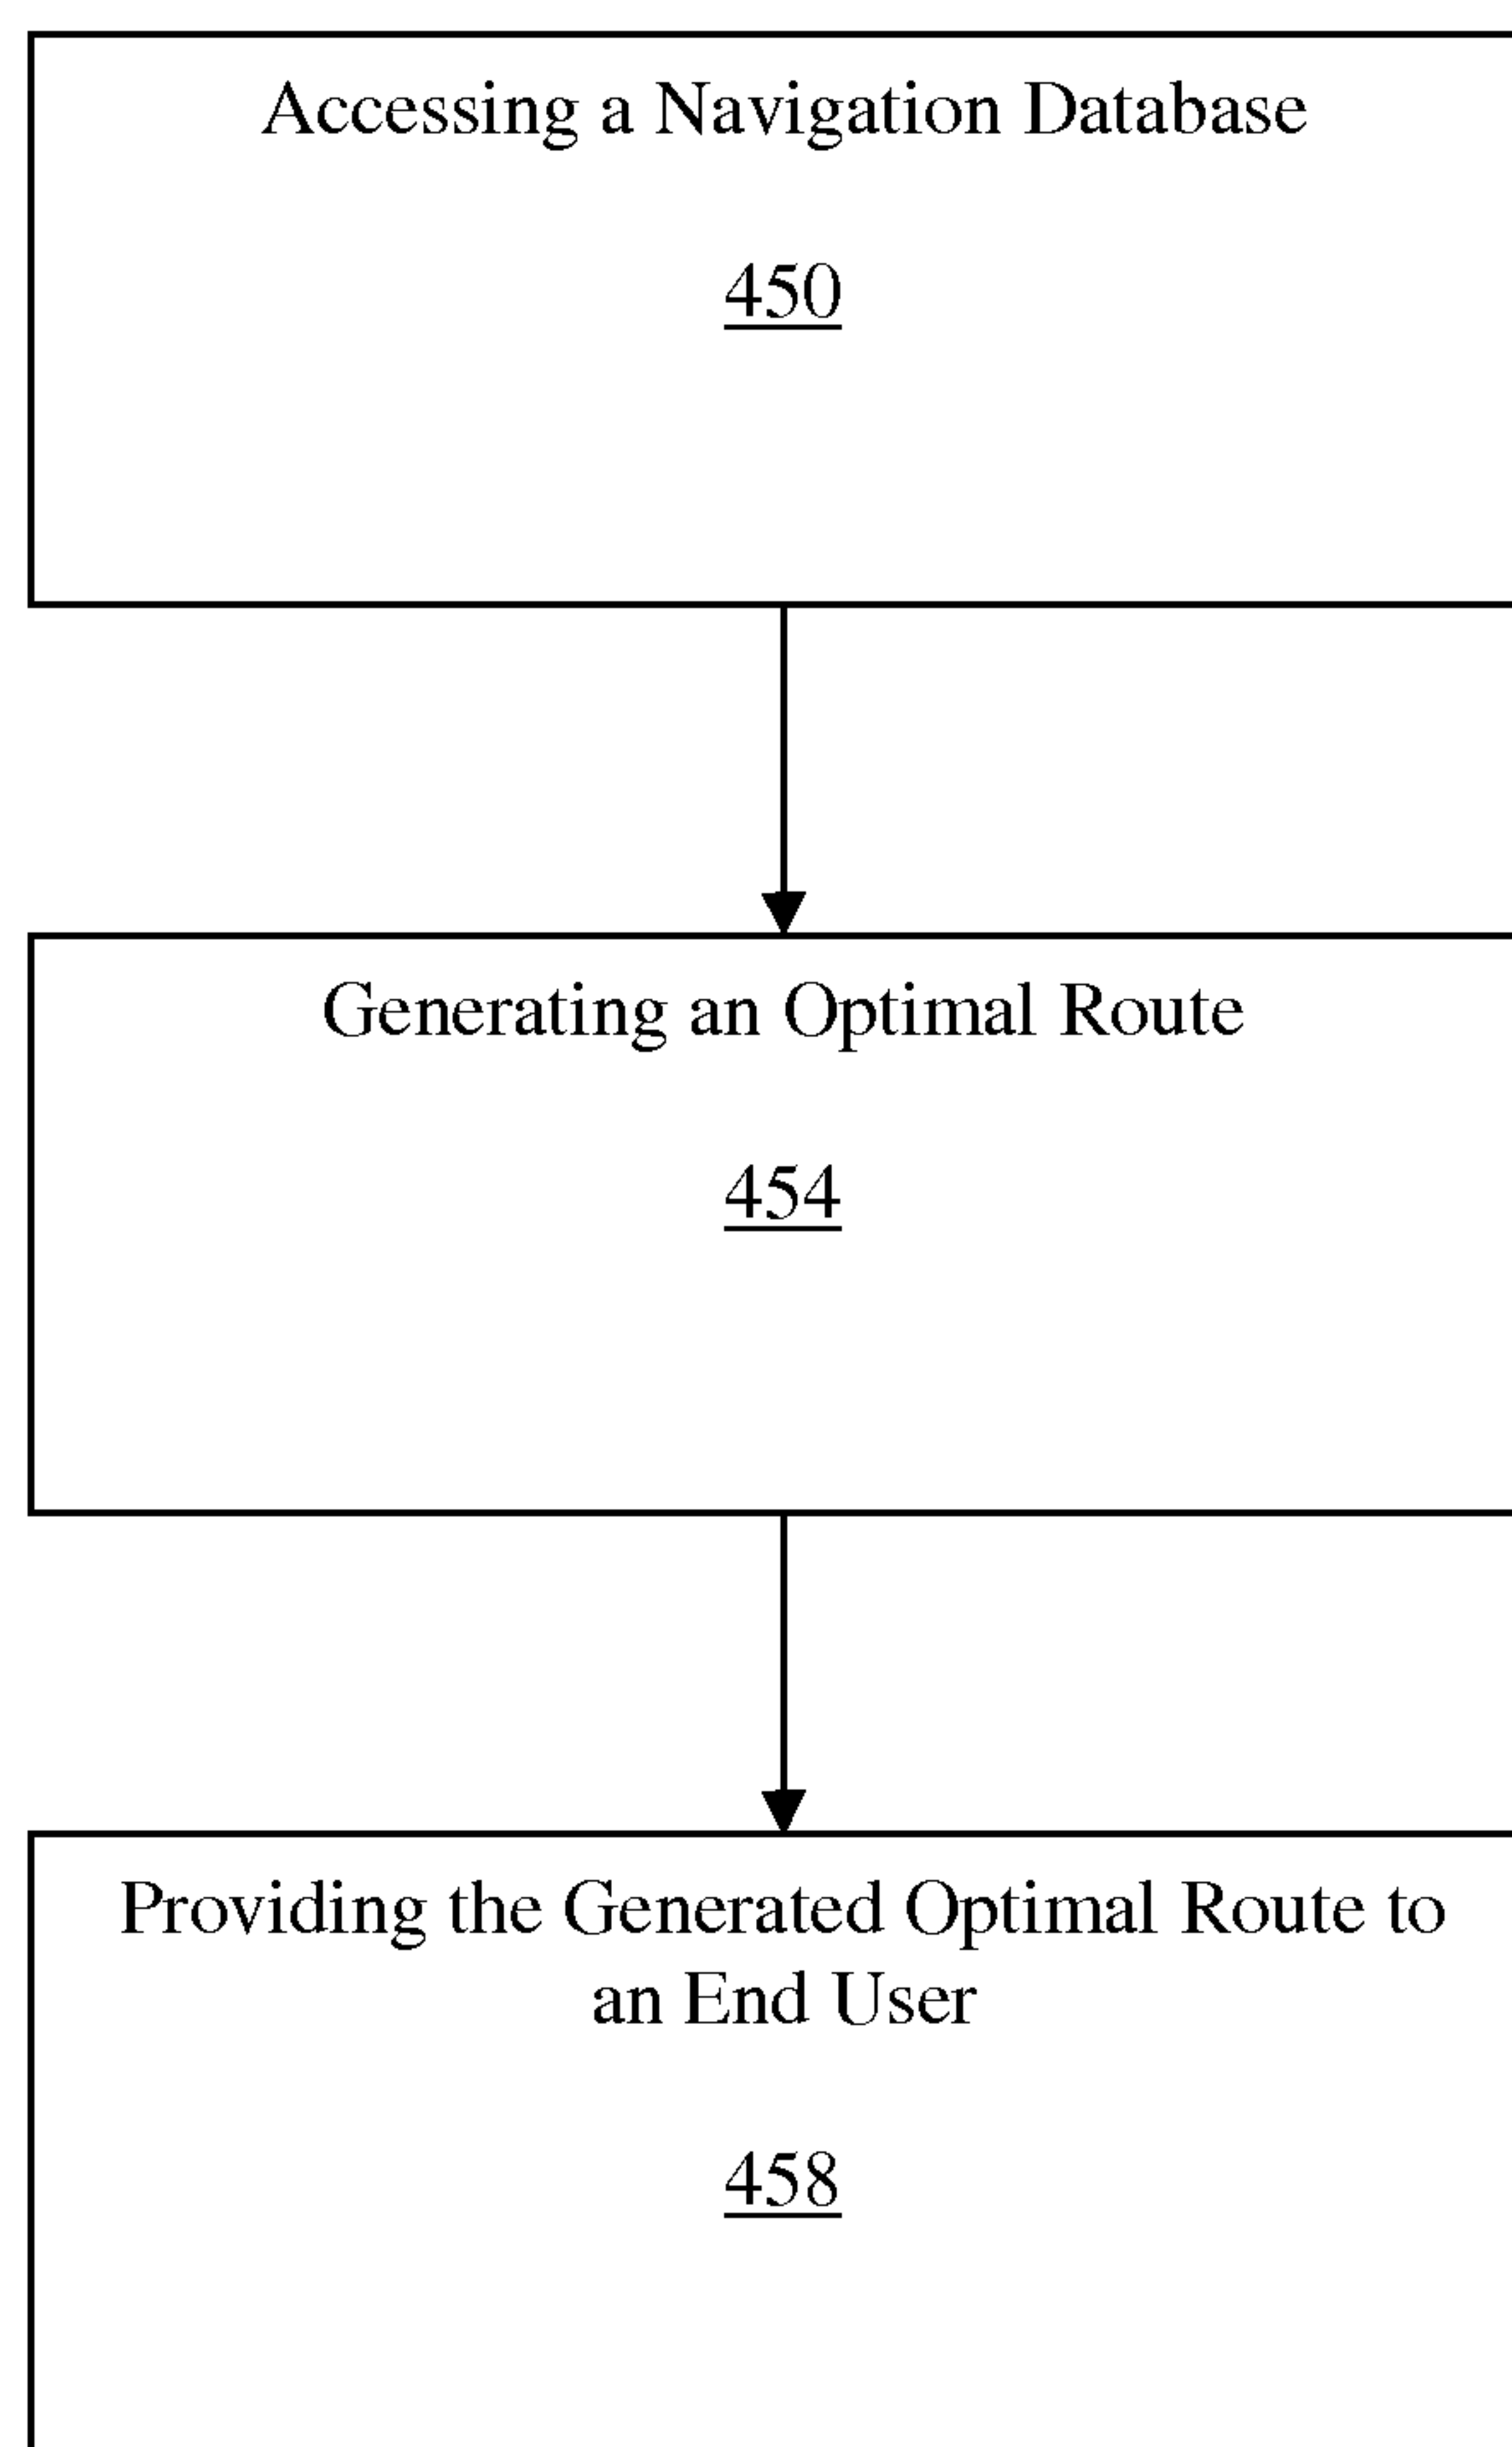 Accessing a Navigation Database
450
Generating an Optimal Route
454
Providing the Generated Optimal Route to
an End User
458